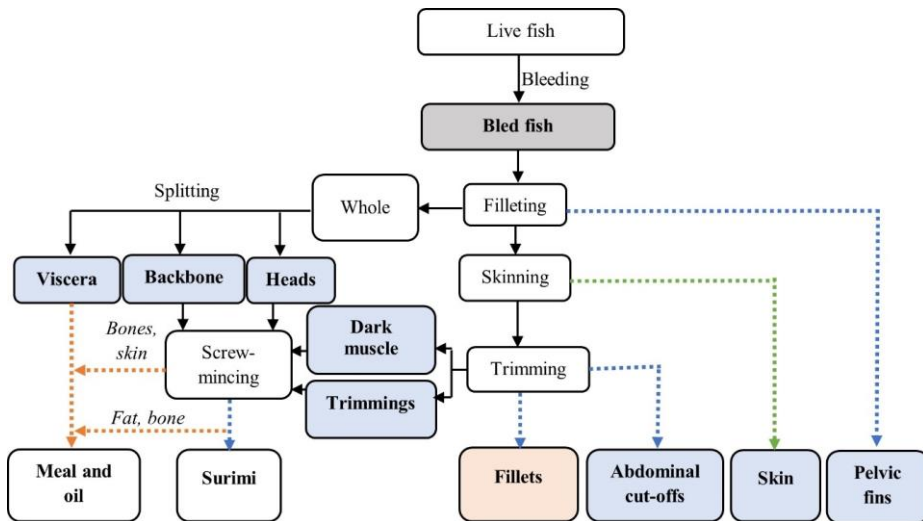 Live fish
Bleeding
Bled fish
Splitting
Whole
Filleting
Viscera
Backbone
Heads
Skinning
Bones,
skin
Screw-
mincing
Dark
muscle
Trimming
Trimmings
Fat, bone
Meal and
oil
Surimi
Fillets
Abdominal
cut-offs
Skin
Pelvic
fins